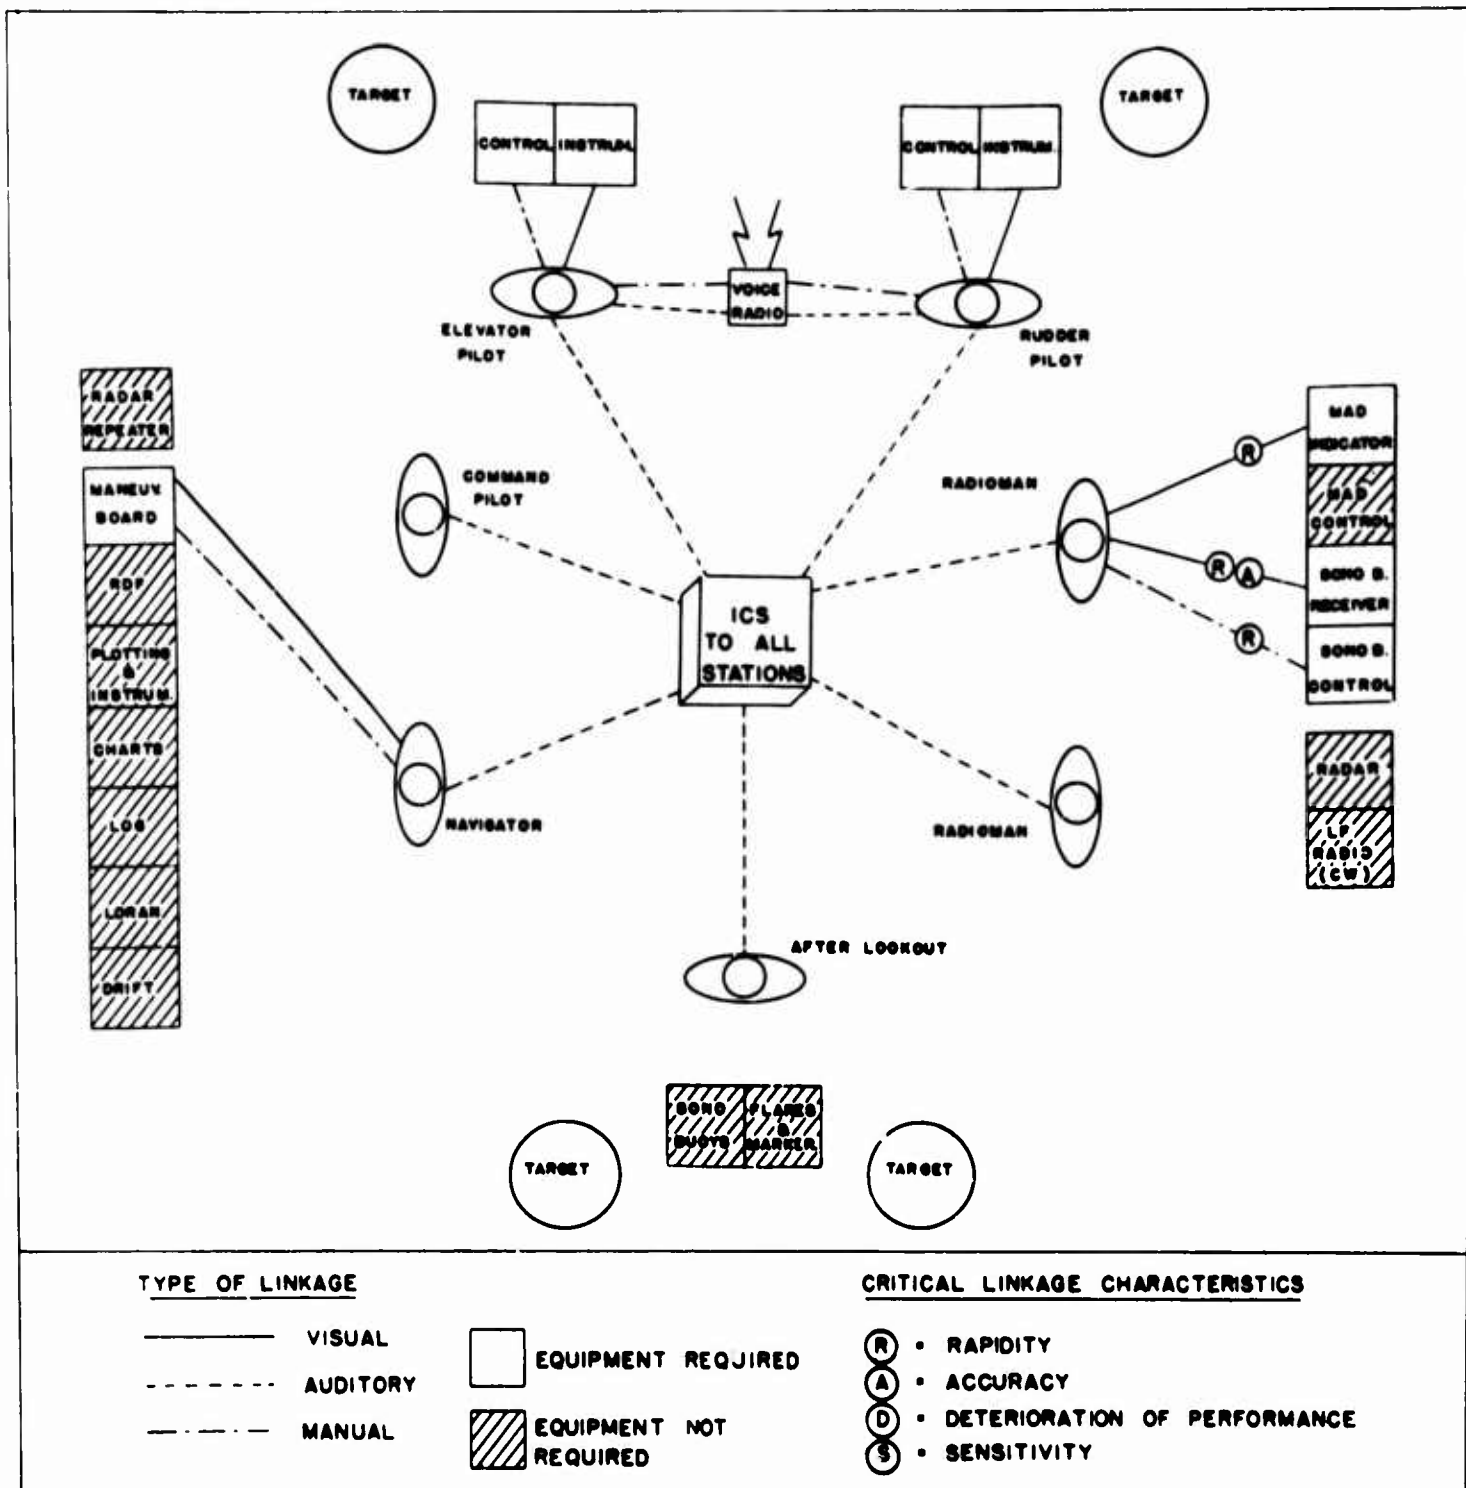 TARGET
TARGET
CONTROL INSTRUM.
CONTROL INSTRUM.
VOICE
RADIO
ELEVATOR
PILOT
RUDDER
PILOT
RADAR
REPEATER
MANEUV.
BOARD
RDF
PLOTTING
&
INSTRUM.
CHARTS
LOG
LORAN
DRIFT
COMMAND
PILOT
RADIOMAN
R
R A
R
MAD
INDICATOR
MAD
CONTROL
SONO B.
RECEIVER
SONO B.
CONTROL
ICS
TO ALL
STATIONS
NAVIGATOR
RADIOMAN
RADAR
LF
RADIO
(CW)
AFTER LOOKOUT
SONO
BUOYS
FLARES
&
MARKER
TARGET
TARGET
TYPE OF LINKAGE
VISUAL
AUDITORY
MANUAL
EQUIPMENT REQUIRED
EQUIPMENT NOT
REQUIRED
CRITICAL LINKAGE CHARACTERISTICS
R = RAPIDITY
A = ACCURACY
D = DETERIORATION OF PERFORMANCE
S = SENSITIVITY